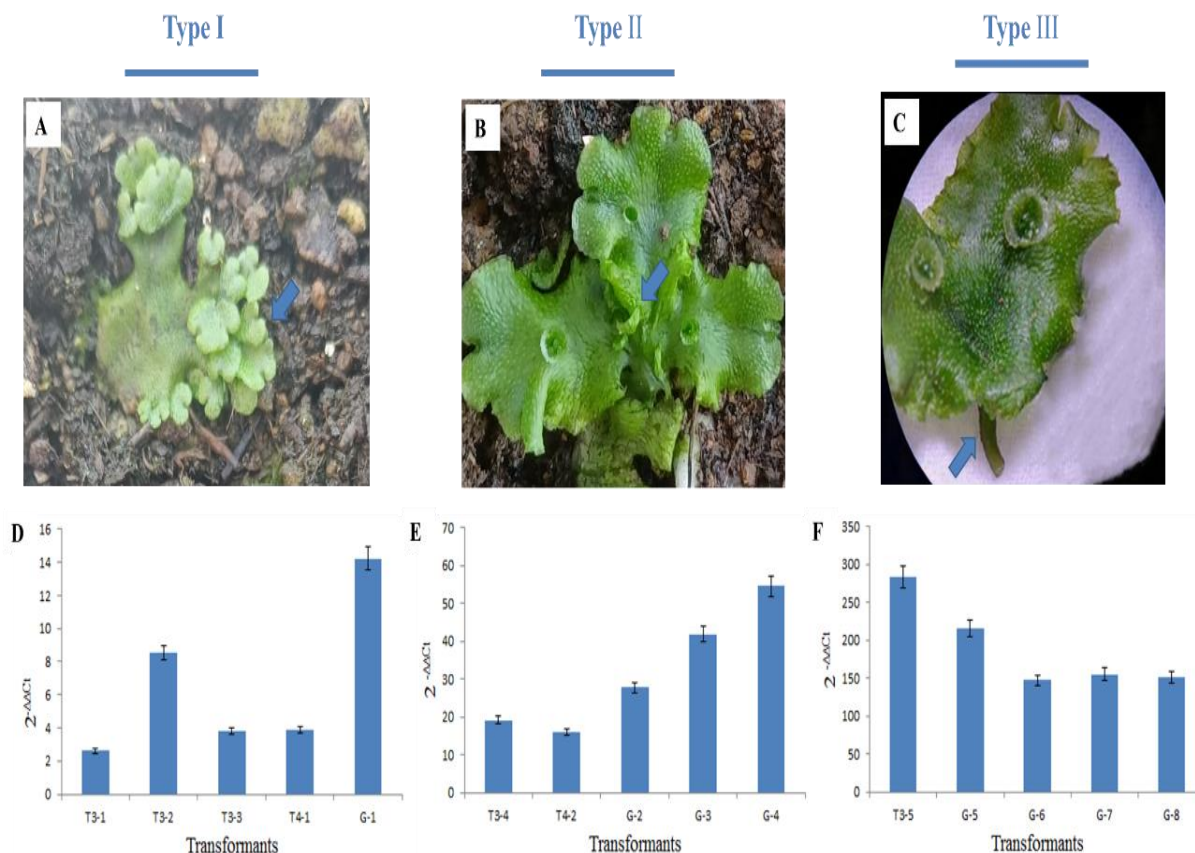 Type I
Type II
Type III
A
B
C
D
E
F
16
14
12
10
8
6
4
2
0
2-ΔΔCt
T3-1
T3-2
T3-3
T4-1
G-1
Transformants
70
60
50
40
30
20
10
0
2 -ΔΔCt
T3-4
T4-2
G-2
G-3
G-4
Transformants
350
300
250
200
150
100
50
0
2 -ΔΔCt
T3-5
G-5
G-6
G-7
G-8
Transformants